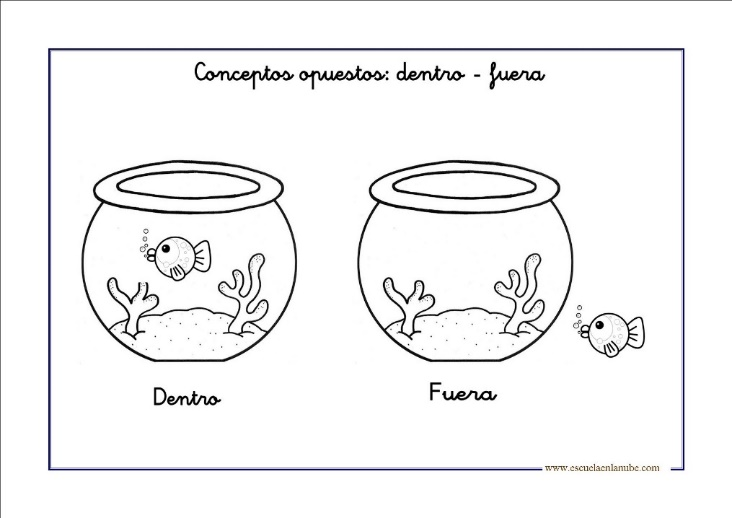 Conceptos opuestos: dentro - fuera
Dentro
Fuera
www.escuelaenlanube.com